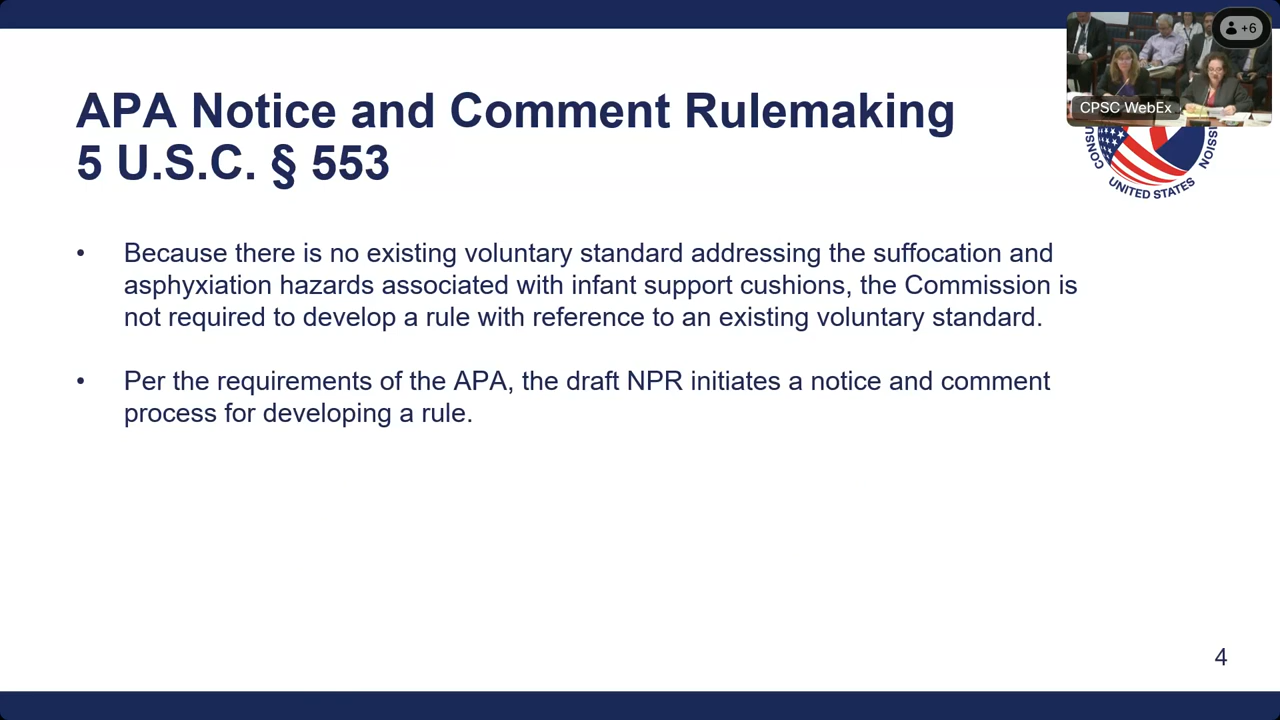 +6
CPSC WebEx
APA Notice and Comment Rulemaking
5 U.S.C. § 553
UNITED STATES
• Because there is no existing voluntary standard addressing the suffocation and
asphyxiation hazards associated with infant support cushions, the Commission is
not required to develop a rule with reference to an existing voluntary standard.
• Per the requirements of the APA, the draft NPR initiates a notice and comment
process for developing a rule.
4